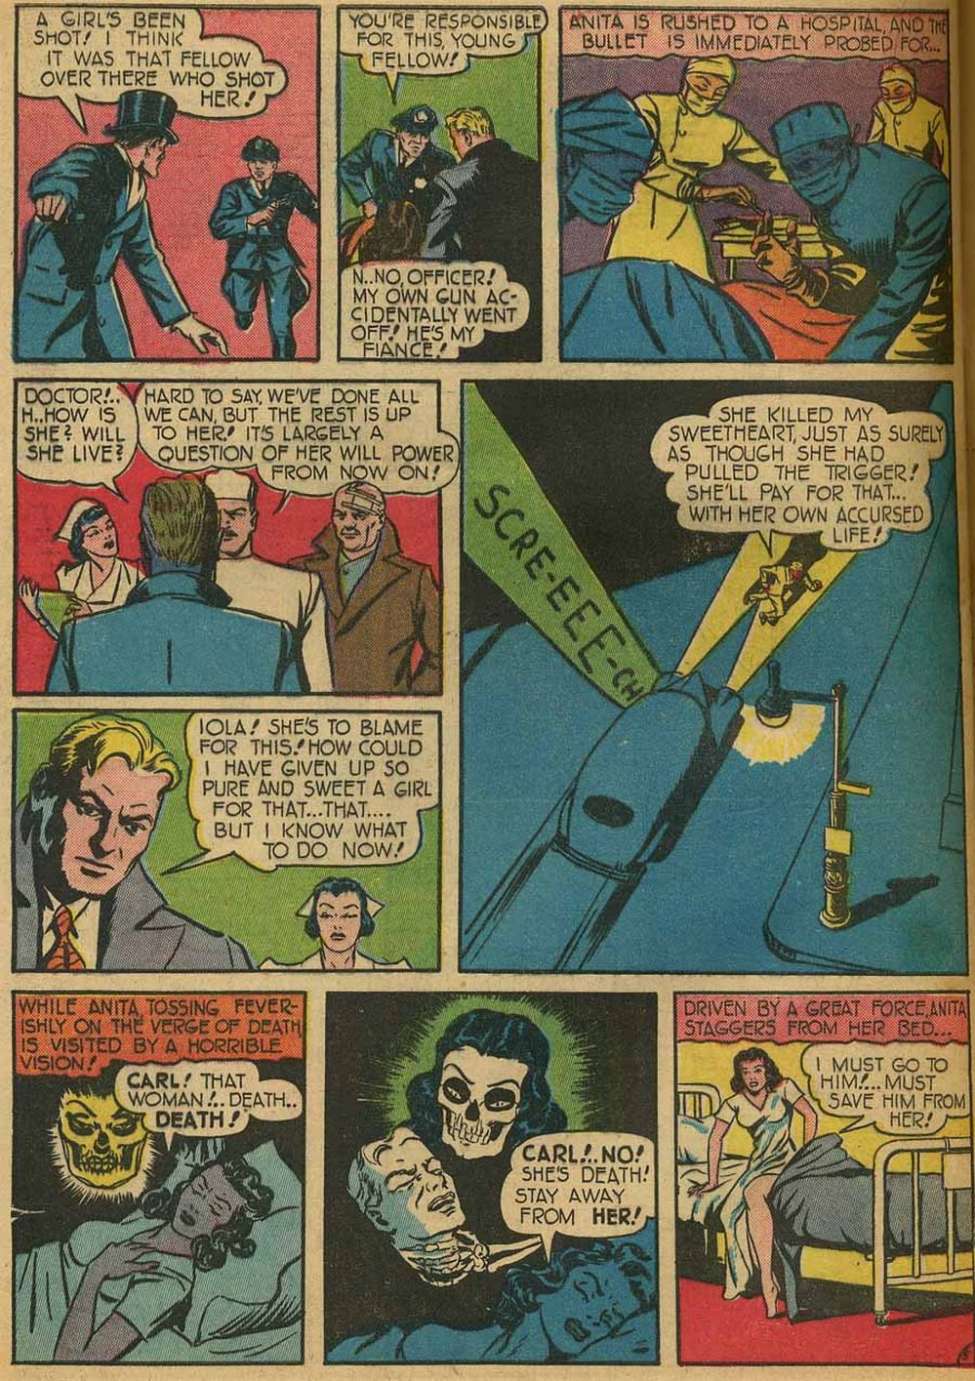 A GIRL'S BEEN
SHOT! I THINK
IT WAS THAT FELLOW
OVER THERE WHO SHOT
HER!
YOU'RE RESPONSIBLE
FOR THIS, YOUNG
FELLOW!
N..NO, OFFICER!
MY OWN GUN AC-
CIDENTALLY WENT
OFF! HE'S MY
FIANCE!
ANITA IS RUSHED TO A HOSPITAL, AND THE
BULLET IS IMMEDIATELY PROBED FOR...
DOCTOR!..
H..HOW IS
SHE? WILL
SHE LIVE?
HARD TO SAY, WE'VE DONE ALL
WE CAN, BUT THE REST IS UP
TO HER! IT'S LARGELY A
QUESTION OF HER WILL POWER
FROM NOW ON!
IOLA! SHE'S TO BLAME
FOR THIS! HOW COULD
I HAVE GIVEN UP SO
PURE AND SWEET A GIRL
FOR THAT...THAT....
BUT I KNOW WHAT
TO DO NOW!
SHE KILLED MY
SWEETHEART, JUST AS SURELY
AS THOUGH SHE HAD
PULLED THE TRIGGER!
SHE'LL PAY FOR THAT...
WITH HER OWN ACCURSED
LIFE!
SCRE-EEE-EEE-CH
WHILE ANITA, TOSSING FEVER-
ISHLY ON THE VERGE OF DEATH,
IS VISITED BY A HORRIBLE
VISION!
CARL! THAT
WOMAN!..DEATH..
DEATH!
CARL!..NO!
SHE'S DEATH!
STAY AWAY
FROM HER!
DRIVEN BY A GREAT FORCE, ANITA
STAGGERS FROM HER BED...
I MUST GO TO
HIM!...MUST
SAVE HIM FROM
HER!
5